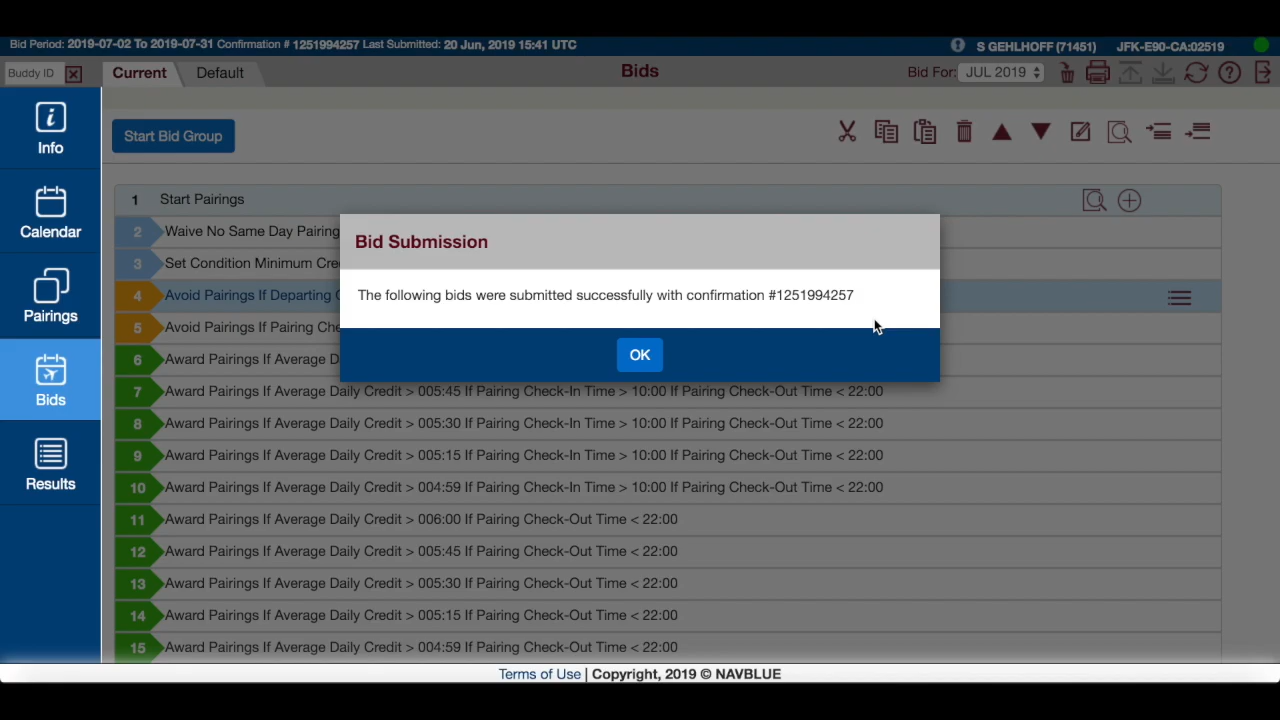 Bid Period: 2019-07-02 To 2019-07-31 Confirmation # 1251994257 Last Submitted: 20 Jun, 2019 15:41 UTC
S GEHLHOFF (71451) JFK-E90-CA:02519
Buddy ID
Current Default
Bids
Bid For: JUL 2019
Info
Calendar
Pairings
Bids
Results
Start Bid Group
1 Start Pairings
2 Waive No Same Day Pairing
3 Set Condition Minimum
4 Avoid Pairings If Departing
5 Avoid Pairings If Pairing
6 Award Pairings If Average
Bid Submission
The following bids were submitted successfully with confirmation #1251994257
OK
7 Award Pairings If Average Daily Credit > 005:45 If Pairing Check-In Time > 10:00 If Pairing Check-Out Time < 22:00
8 Award Pairings If Average Daily Credit > 005:30 If Pairing Check-In Time > 10:00 If Pairing Check-Out Time < 22:00
9 Award Pairings If Average Daily Credit > 005:15 If Pairing Check-In Time > 10:00 If Pairing Check-Out Time < 22:00
10 Award Pairings If Average Daily Credit > 004:59 If Pairing Check-In Time > 10:00 If Pairing Check-Out Time < 22:00
11 Award Pairings If Average Daily Credit > 006:00 If Pairing Check-Out Time < 22:00
12 Award Pairings If Average Daily Credit > 005:45 If Pairing Check-Out Time < 22:00
13 Award Pairings If Average Daily Credit > 005:30 If Pairing Check-Out Time < 22:00
14 Award Pairings If Average Daily Credit > 005:15 If Pairing Check-Out Time < 22:00
15 Award Pairings If Average Daily Credit > 004:59 If Pairing Check-Out Time < 22:00
Terms of Use | Copyright, 2019 © NAVBLUE